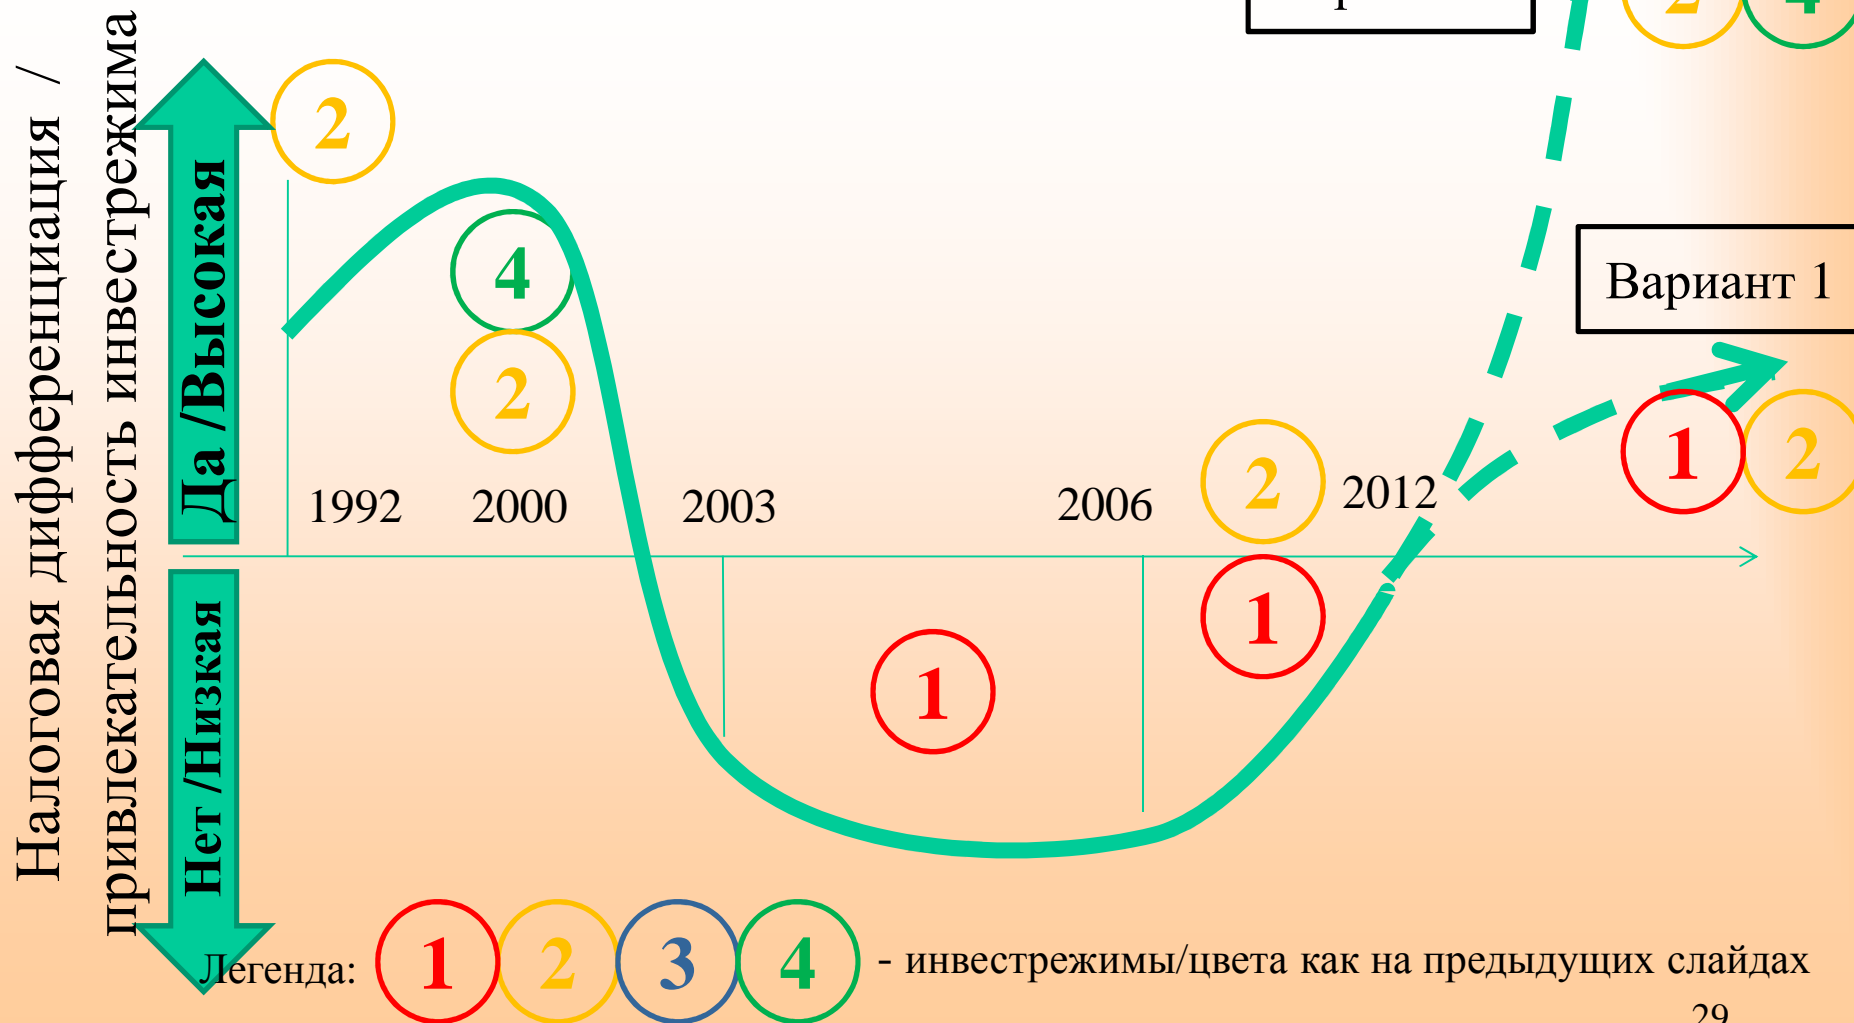 Налоговая дифференциация /
привлекательность инвестрежима
Да /Высокая
Нет /Низкая
2
4
2
4
2
Вариант 1
1992
2000
2003
2006
2
2012
1
2
1
1
Легенда:
1
2
3
4
- инвестрежимы/цвета как на предыдущих слайдах
29